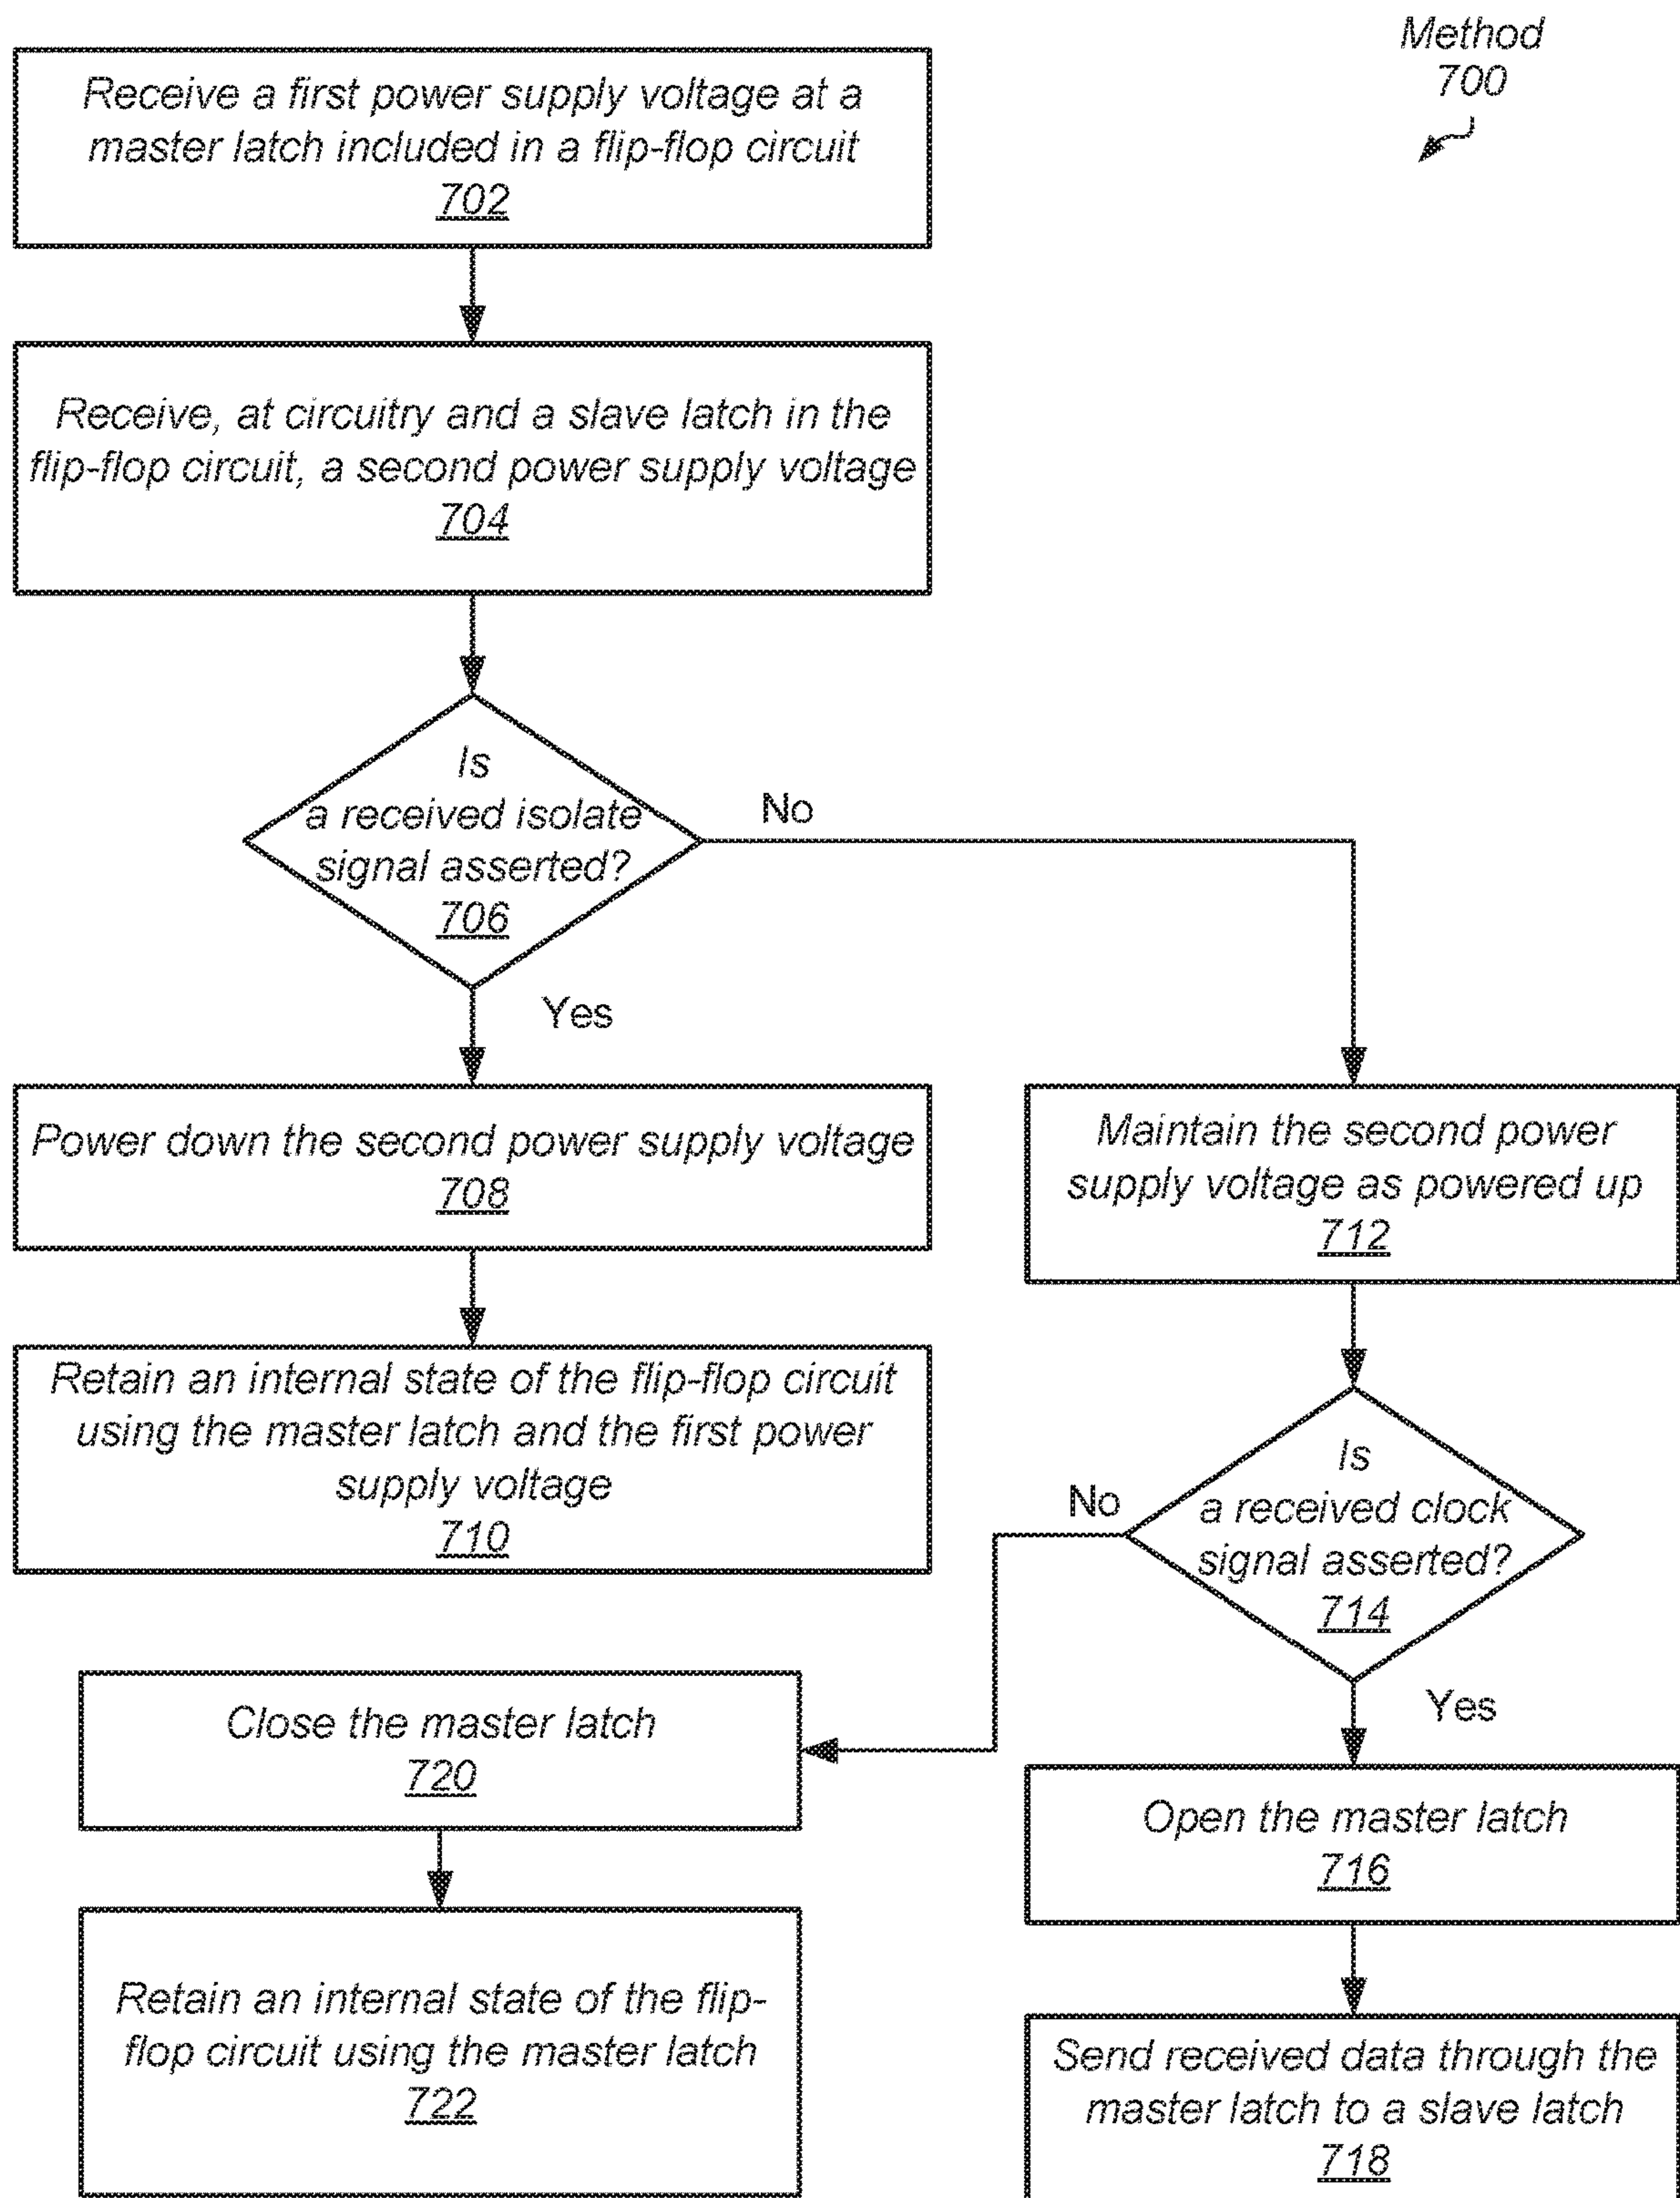 Method
700
Receive a first power supply voltage at a
master latch included in a flip-flop circuit
702
Receive, at circuitry and a slave latch in the
flip-flop circuit, a second power supply voltage
704
Is
a received isolate
signal asserted?
706
No
Yes
Power down the second power supply voltage
708
Retain an internal state of the flip-flop circuit
using the master latch and the first power
supply voltage
710
Maintain the second power
supply voltage as powered up
712
Is
a received clock
signal asserted?
714
No
Yes
Close the master latch
720
Retain an internal state of the flip-
flop circuit using the master latch
722
Open the master latch
716
Send received data through the
master latch to a slave latch
718